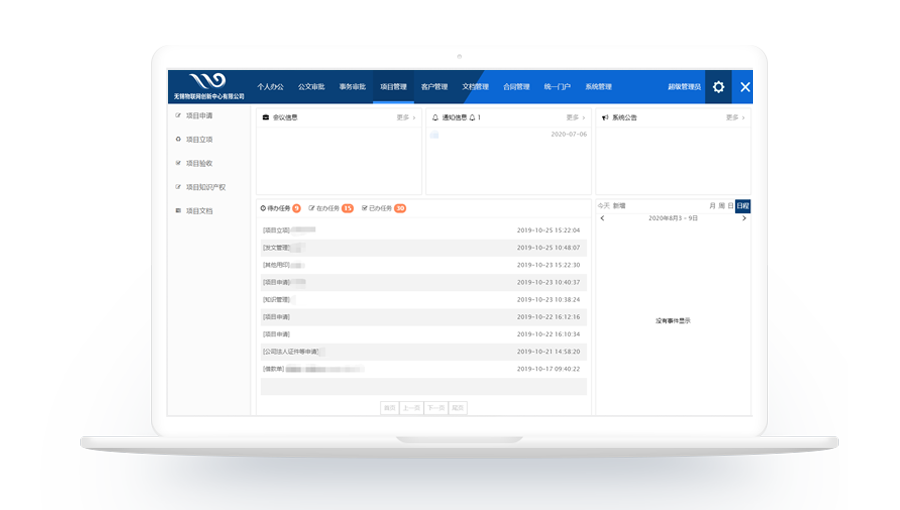 无锡物联网创新中心有限公司
个人办公 公文审批 事务审批 项目管理 客户管理 文档管理 合同管理 统一门户 系统管理 超级管理员
项目申请
项目立项
项目验收
项目知识产权
项目文档
会议信息 更多 >
通知信息 1 更多 >
2020-07-06
系统公告 更多 >
待办任务 9 在办任务 15 已办任务 30
[项目立项] 2019-10-25 15:22:04
[发文管理] 2019-10-25 10:48:07
[其他用印] 2019-10-23 15:22:30
[项目申请] 2019-10-23 10:40:37
[知识管理] 2019-10-23 10:38:24
[项目申请] 2019-10-22 16:12:16
[项目申请] 2019-10-22 16:10:34
[公司法人证件等申请] 2019-10-21 14:58:20
[借款单] 2019-10-17 09:40:22
首页 上一页 下一页 尾页
今天 新增 月 周 日 日程
2020年8月3 - 9日
没有事件显示